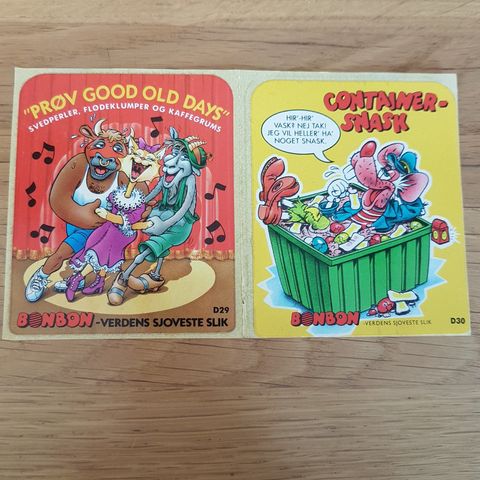 "PRØV GOOD OLD DAYS"
SVEDPERLER, FLØDEKLUMPER OG KAFFEGRUMS
D29
BONBON -VERDENS SJOVESTE SLIK
CONTAINER-
SNASK
HIR'-HIR'
VASK? NEJ TAK!
JEG VIL HELLER' HA'
NOGET SNASK.
BONBON -VERDENS SJOVESTE SLIK
D30